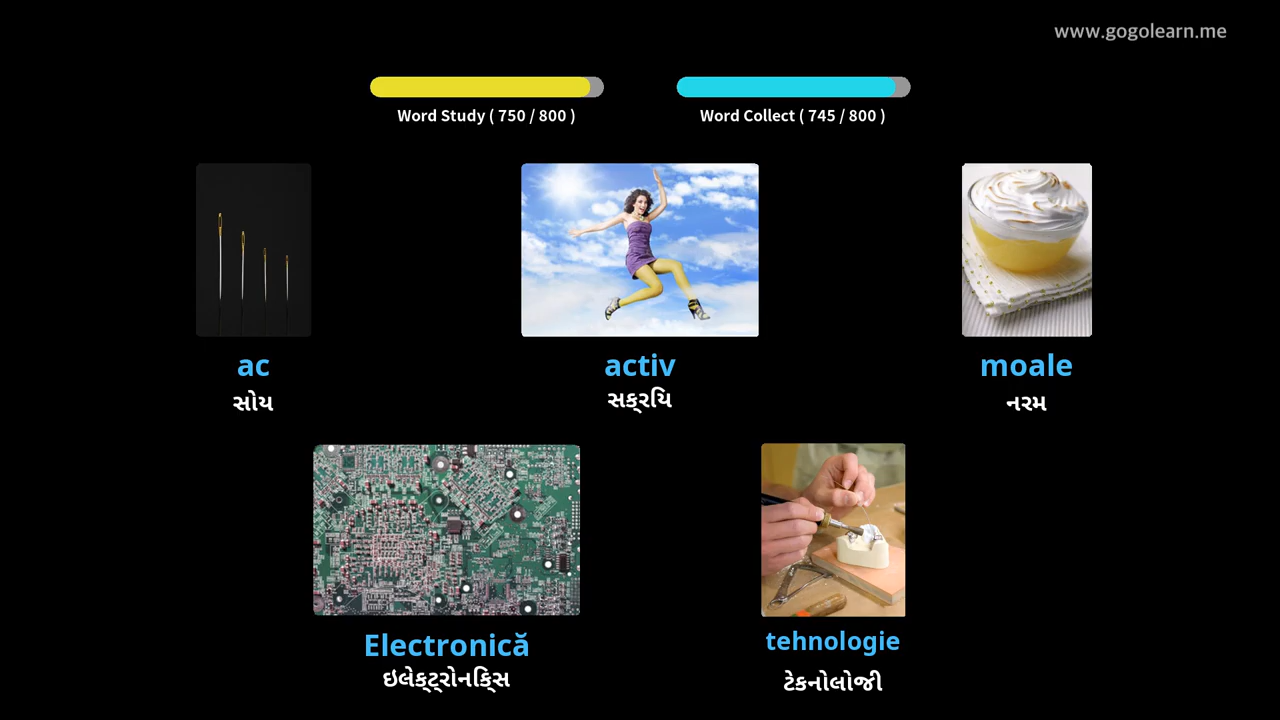 www.gogolearn.me
Word Study ( 750 / 800 )
Word Collect ( 745 / 800 )
ac
સોય
activ
સક્રિય
moale
નરમ
Electronică
ઇલેક્ટ્રોનિક્સ
tehnologie
ટેકનોલોજી